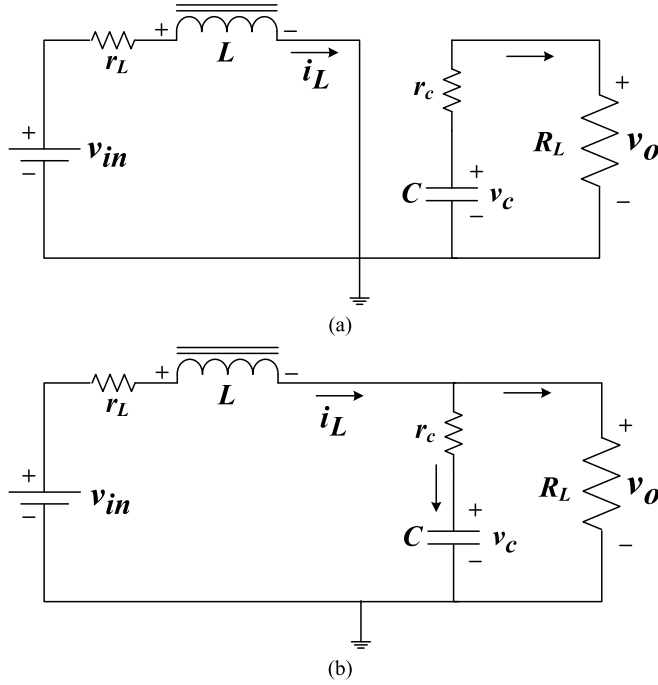 + −
r_L L i_L
r_c +
+ v_in R_L v_o
− C + v_c
− −
(a)
+ −
r_L L i_L
r_c +
+ v_in R_L v_o
− C + v_c
− −
(b)